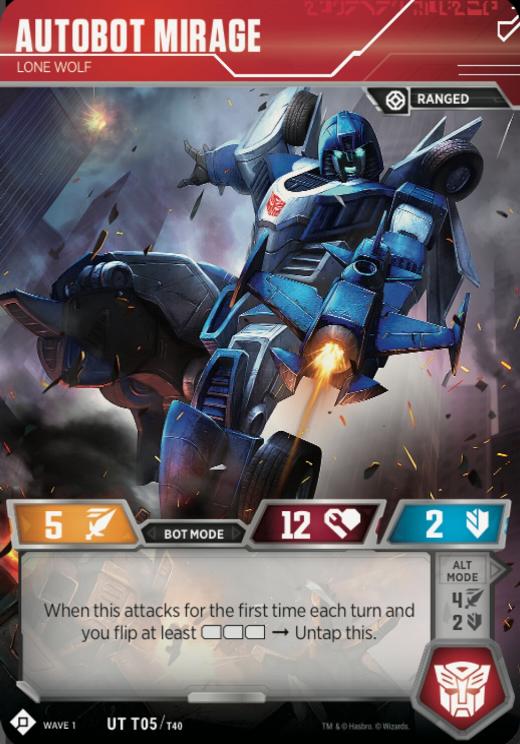 AUTOBOT MIRAGE
LONE WOLF
RANGED
5
BOT MODE
12
2
ALT
MODE
4
2
When this attacks for the first time each turn and
you flip at least → Untap this.
WAVE 1
UT T05/T40
TM & © Hasbro. © Wizards.